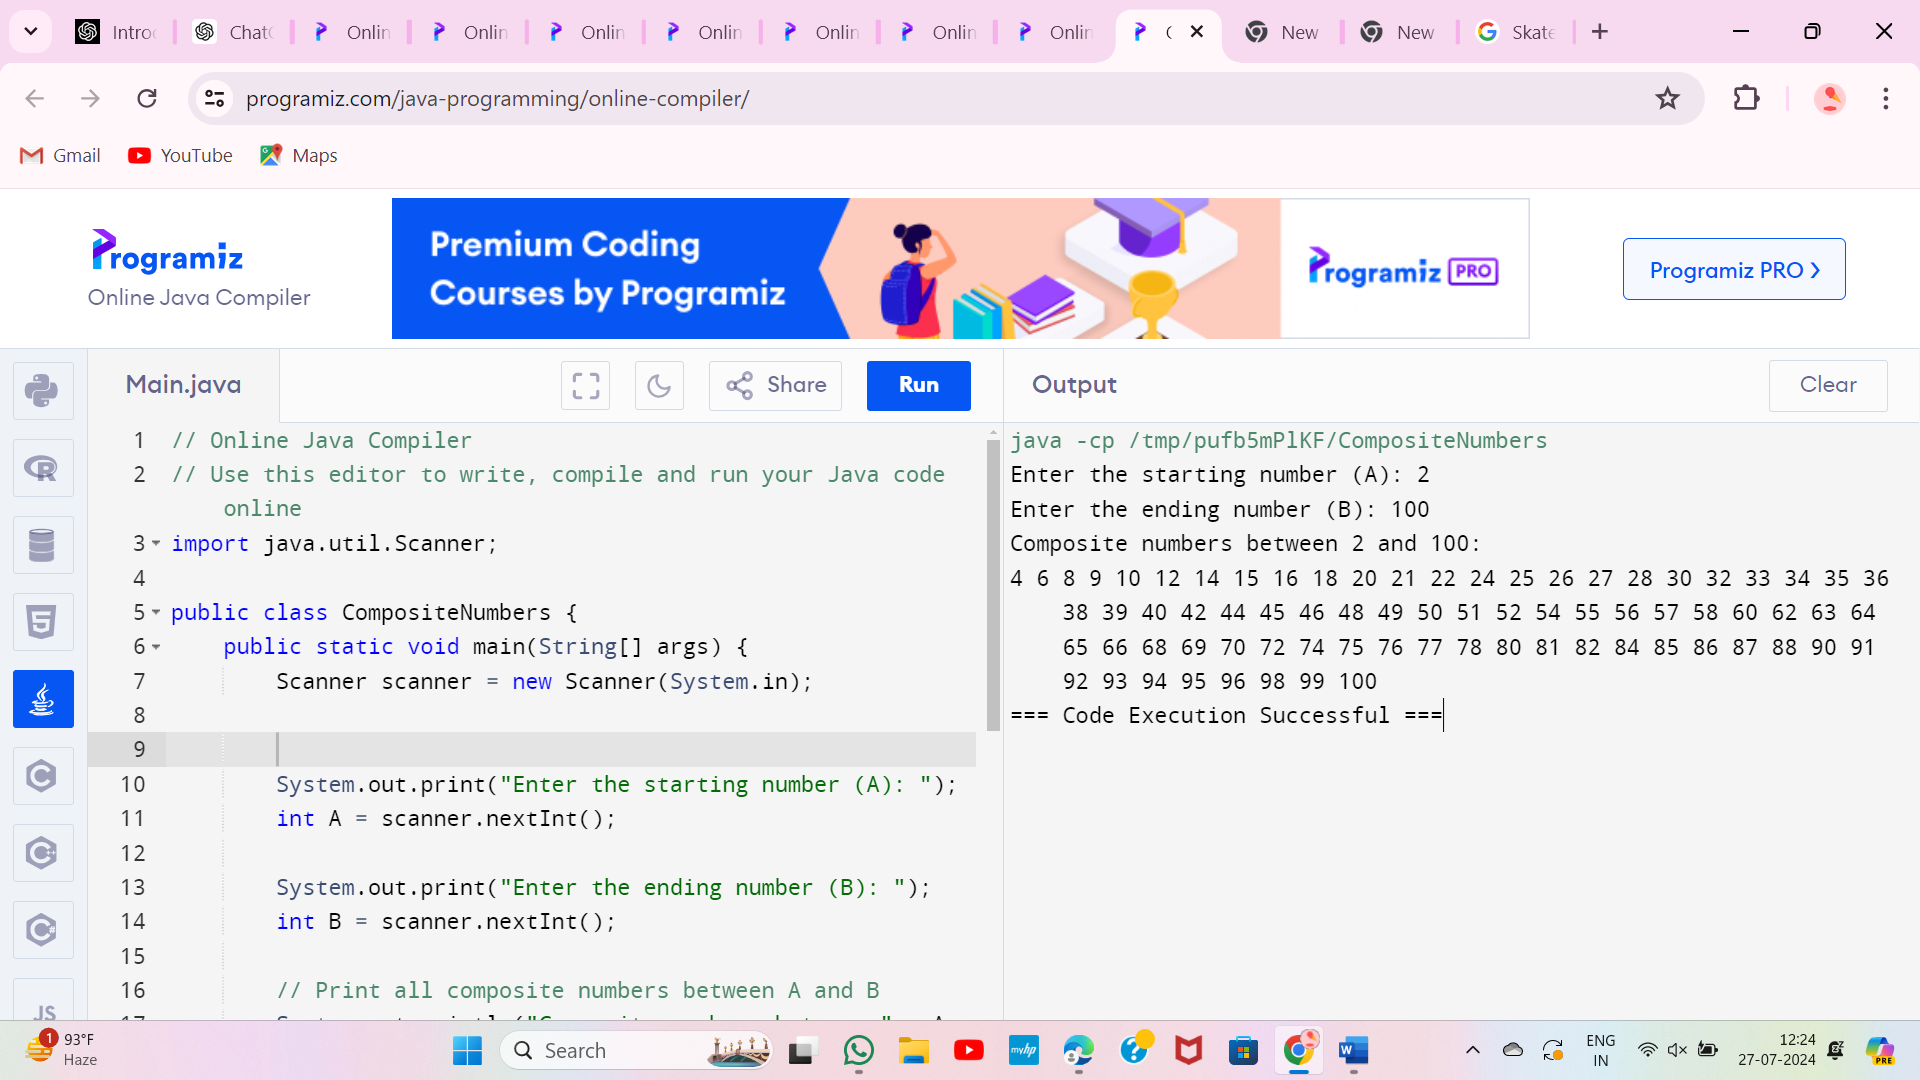 Intro
ChatG
Onlin
Onlin
Onlin
Onlin
Onlin
Onlin
Onlin
New
New
Skate
programiz.com/java-programming/online-compiler/
Gmail
YouTube
Maps
Programiz
Online Java Compiler
Premium Coding
Courses by Programiz
Programiz PRO
Programiz PRO
Main.java
Share
Run
Output
Clear
1 // Online Java Compiler
2 // Use this editor to write, compile and run your Java code
online
3 import java.util.Scanner;
4
5 public class CompositeNumbers {
6 public static void main(String[] args) {
7 Scanner scanner = new Scanner(System.in);
8
9
10 System.out.print("Enter the starting number (A): ");
11 int A = scanner.nextInt();
12
13 System.out.print("Enter the ending number (B): ");
14 int B = scanner.nextInt();
15
16 // Print all composite numbers between A and B
java -cp /tmp/pufb5mPlKF/CompositeNumbers
Enter the starting number (A): 2
Enter the ending number (B): 100
Composite numbers between 2 and 100:
4 6 8 9 10 12 14 15 16 18 20 21 22 24 25 26 27 28 30 32 33 34 35 36
38 39 40 42 44 45 46 48 49 50 51 52 54 55 56 57 58 60 62 63 64
65 66 68 69 70 72 74 75 76 77 78 80 81 82 84 85 86 87 88 90 91
92 93 94 95 96 98 99 100
=== Code Execution Successful ===
JS
1
93°F
Haze
Search
myhp
ENG
IN
12:24
27-07-2024
PRE